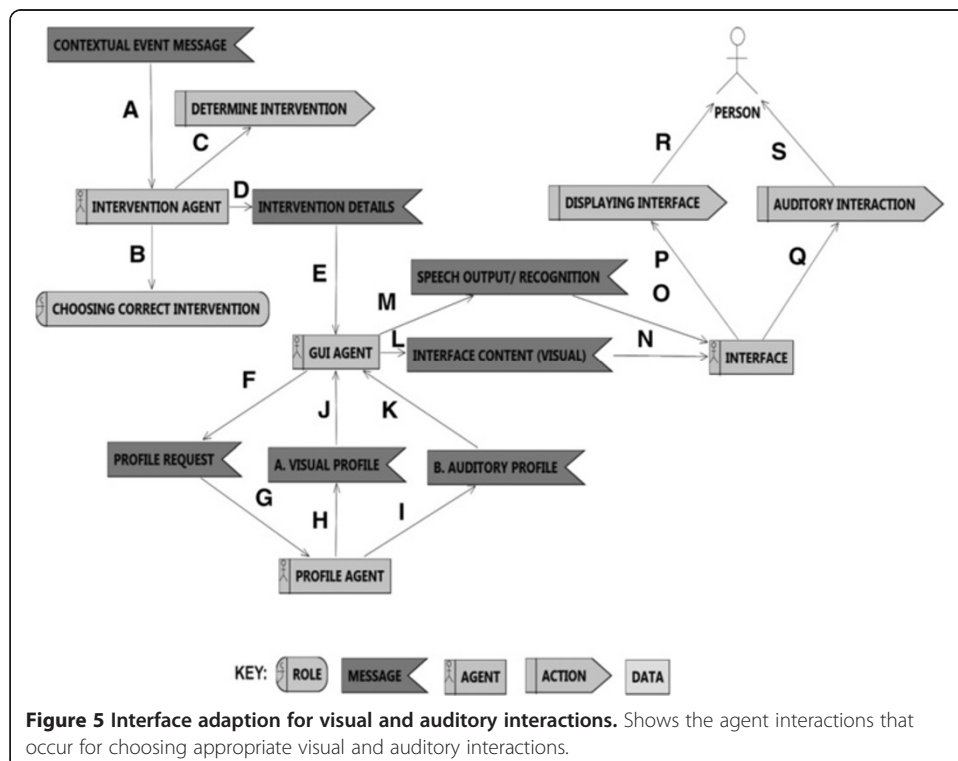 CONTEXTUAL EVENT MESSAGE
A
DETERMINE INTERVENTION
C
PERSON
R
S
D
INTERVENTION AGENT
INTERVENTION DETAILS
DISPLAYING INTERFACE
AUDITORY INTERACTION
B
E
P
Q
O
SPEECH OUTPUT/ RECOGNITION
CHOOSING CORRECT INTERVENTION
M
L
N
GUI AGENT
INTERFACE CONTENT (VISUAL)
INTERFACE
F
J
K
PROFILE REQUEST
A. VISUAL PROFILE
B. AUDITORY PROFILE
G
H
I
PROFILE AGENT
KEY: ROLE MESSAGE AGENT ACTION DATA
Figure 5 Interface adaption for visual and auditory interactions. Shows the agent interactions that
occur for choosing appropriate visual and auditory interactions.